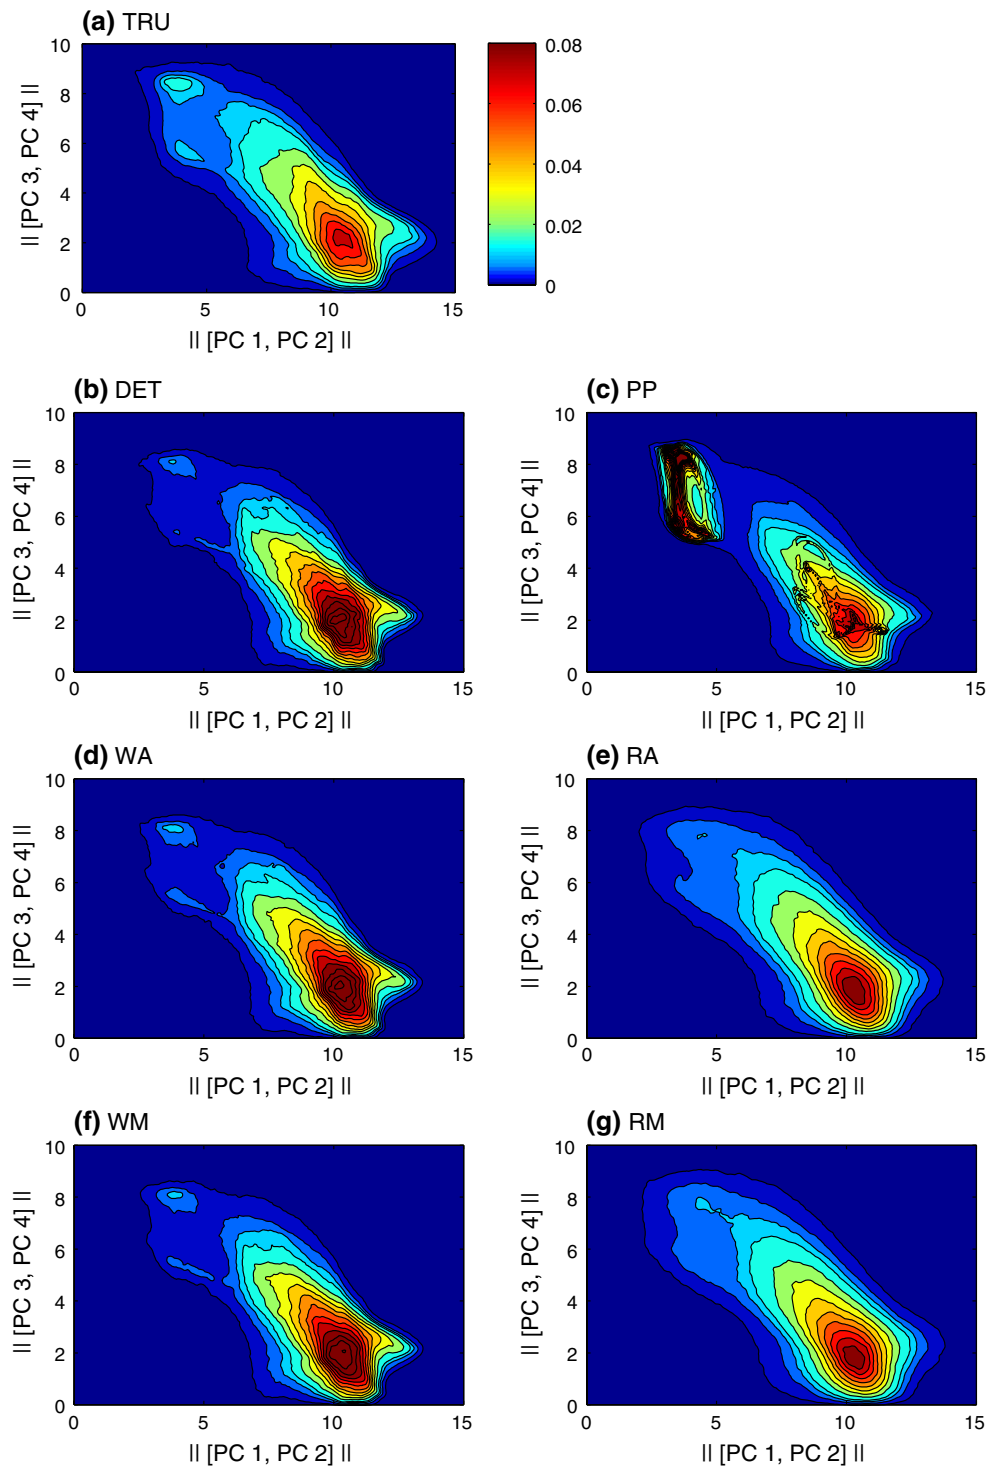 (a) TRU
10
8
6
4
2
0
0 5 10 15
|| [PC 3, PC 4] ||
|| [PC 1, PC 2] ||
0.08
0.06
0.04
0.02
0
(b) DET
10
8
6
4
2
0
0 5 10 15
|| [PC 3, PC 4] ||
|| [PC 1, PC 2] ||
(c) PP
10
8
6
4
2
0
0 5 10 15
|| [PC 3, PC 4] ||
|| [PC 1, PC 2] ||
(d) WA
10
8
6
4
2
0
0 5 10 15
|| [PC 3, PC 4] ||
|| [PC 1, PC 2] ||
(e) RA
10
8
6
4
2
0
0 5 10 15
|| [PC 3, PC 4] ||
|| [PC 1, PC 2] ||
(f) WM
10
8
6
4
2
0
0 5 10 15
|| [PC 3, PC 4] ||
|| [PC 1, PC 2] ||
(g) RM
10
8
6
4
2
0
0 5 10 15
|| [PC 3, PC 4] ||
|| [PC 1, PC 2] ||